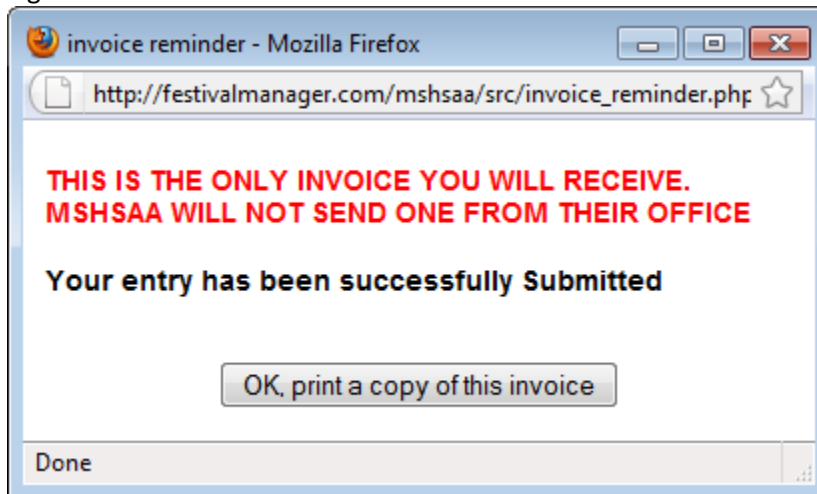 invoice reminder - Mozilla Firefox
http://festivalmanager.com/mshsaa/src/invoice_reminder.php
THIS IS THE ONLY INVOICE YOU WILL RECEIVE.
MSHSAA WILL NOT SEND ONE FROM THEIR OFFICE
Your entry has been successfully Submitted
OK, print a copy of this invoice
Done